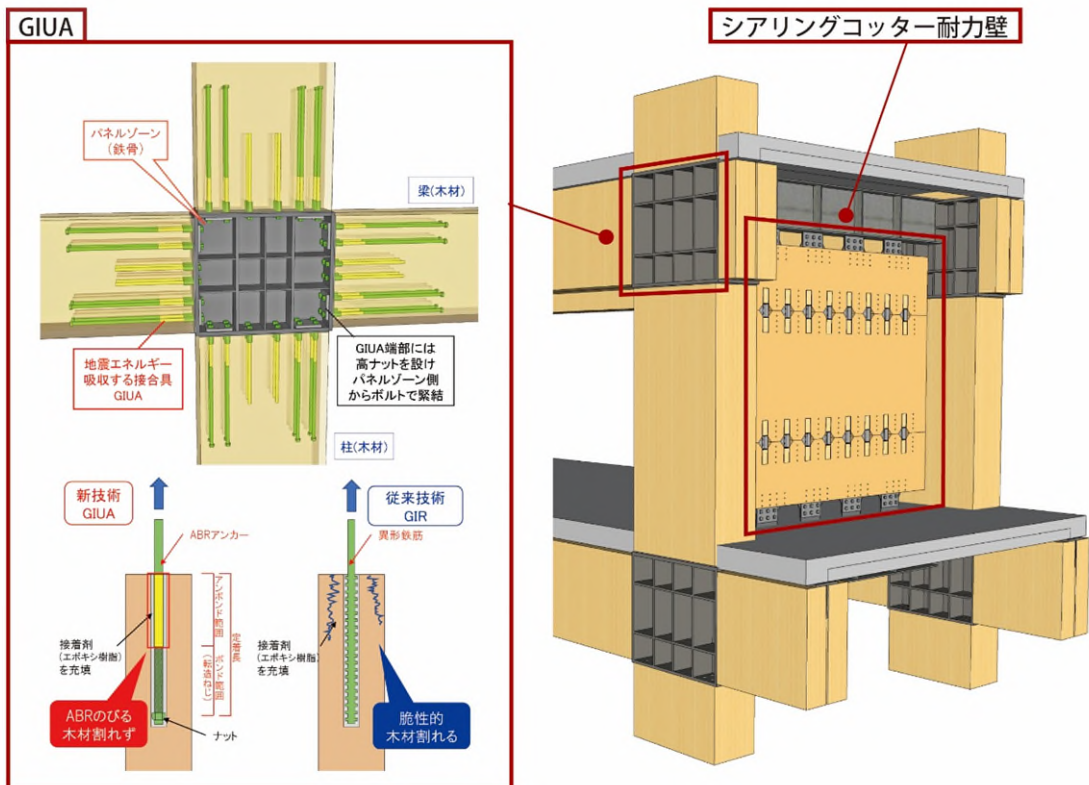 GIUA
シアリングコッター耐力壁
パネルゾーン
(鉄骨)
梁(木材)
地震エネルギー
吸収する接合具
GIUA
GIUA端部には
高ナットを設け
パネルゾーン側
からボルトで緊結
柱(木材)
新技術
GIUA
ABRアンカー
アンボンド範囲
定着長
ボンド範囲
(転造ねじ)
接着剤
(エポキシ樹脂)
を充填
ABRのびる
木材割れず
ナット
従来技術
GIR
異形鉄筋
接着剤
(エポキシ樹脂)
を充填
脆性的
木材割れる